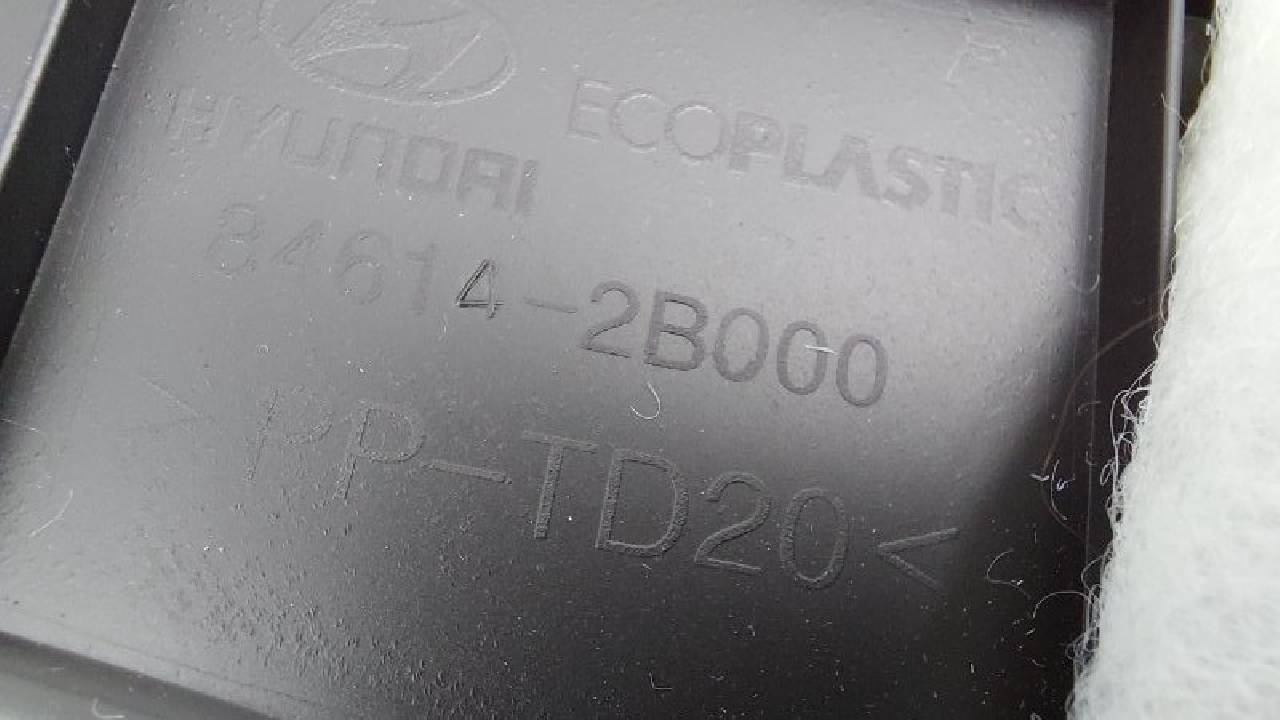 HYUNDAI ECOPLASTIC
84614-2B000
>PP-TD20<